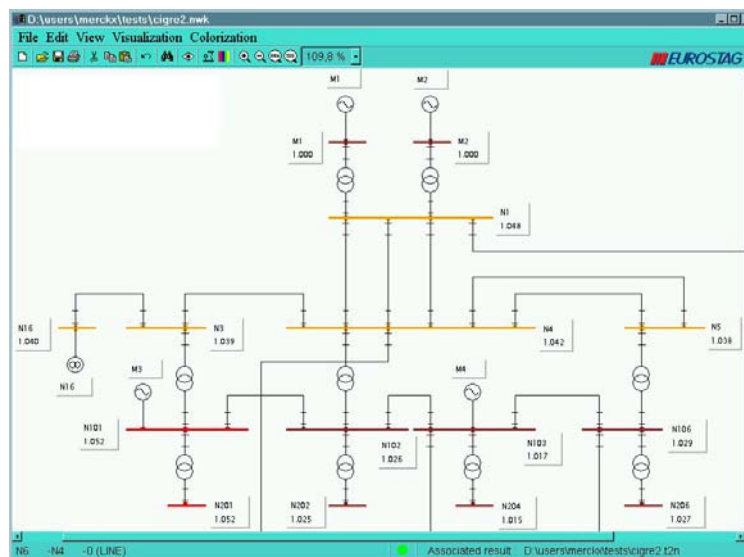 D:\users\merckx\tests\cigre2.nwk
File Edit View Visualization Colorization
109,8 %
EUROSTAG
M1
M2
M1
1.000
M2
1.000
N1
1.048
N16
1.040
N3
1.039
N4
1.042
N5
1.038
N16
M3
M4
N101
1.052
N102
1.026
N103
1.017
N106
1.029
N201
1.052
N202
1.025
N204
1.015
N206
1.027
N6 -N4 -0 (LINE) Associated result D:\users\merckx\tests\cigre2.t2n